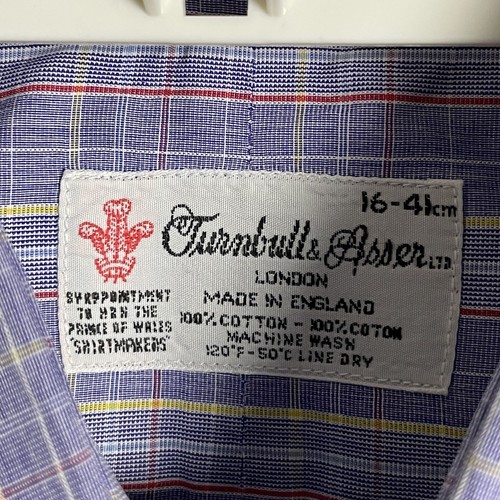 16-41cm
Turnbull & Asser LTD
LONDON
MADE IN ENGLAND
100% COTTON - 100% COTON
MACHINE WASH
120°F-50°C LINE DRY
BY APPOINTMENT
TO HRH THE
PRINCE OF WALES
"SHIRTMAKERS"